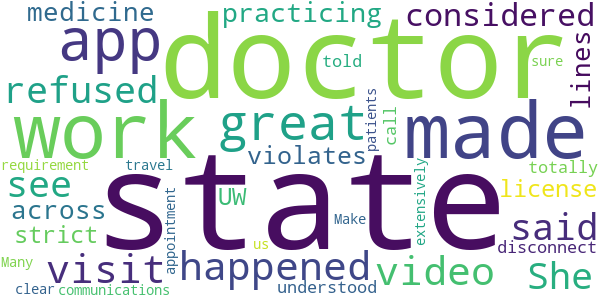 medicine practicing considered
app doctor lines
told sure
refused
work great made
patients call
violates
requirement travel totally
see UW license
across appointment Make extensively said
strict us disconnect
visit happened video She
Many
clear communications understood
state